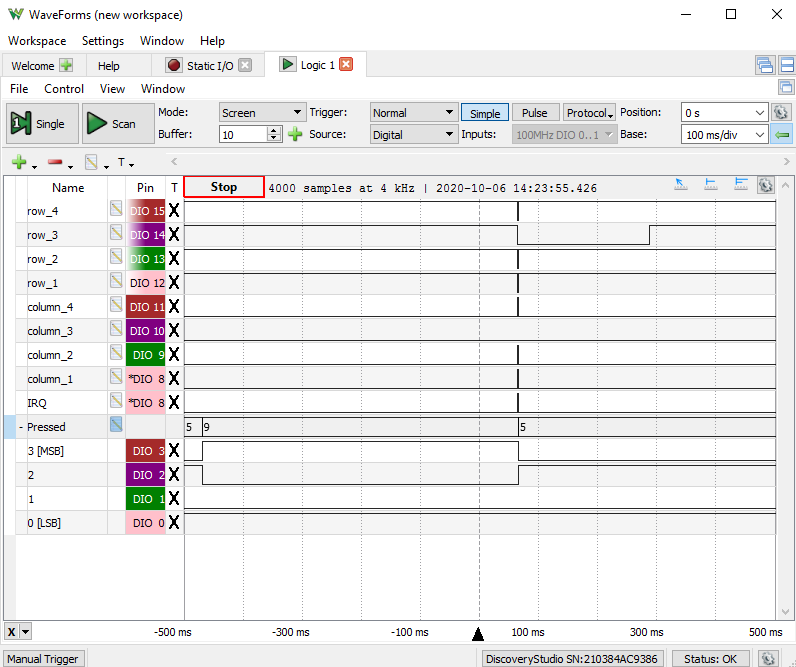 WaveForms (new workspace)
Workspace Settings Window Help
Welcome Help Static I/O Logic 1
File Control View Window
Single Scan Mode: Screen Trigger: Normal Simple Pulse Protocol Position: 0 s
Buffer: 10 Source: Digital Inputs: 100MHz DIO 0..1 Base: 100 ms/div
T
Name Pin T Stop 4000 samples at 4 kHz | 2020-10-06 14:23:55.426
row_4 DIO 15 X
row_3 DIO 14 X
row_2 DIO 13 X
row_1 DIO 12 X
column_4 DIO 11 X
column_3 DIO 10 X
column_2 DIO 9 X
column_1 *DIO 8 X
IRQ *DIO 8 X
- Pressed 5 9 5
3 [MSB] DIO 3 X
2 DIO 2 X
1 DIO 1 X
0 [LSB] DIO 0 X
X -500 ms -300 ms -100 ms 100 ms 300 ms 500 ms
Manual Trigger DiscoveryStudio SN:210384AC9386 Status: OK